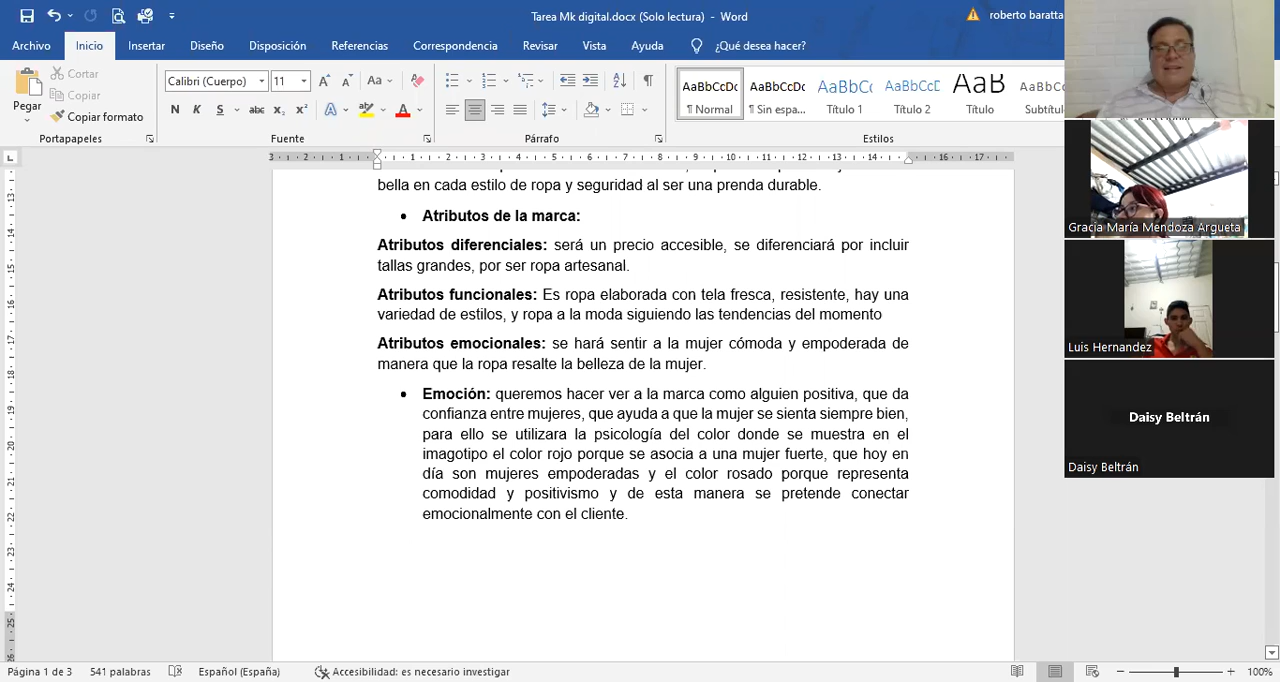 Tarea Mk digital.docx (Solo lectura) - Word
roberto baratta
Archivo Inicio Insertar Diseño Disposición Referencias Correspondencia Revisar Vista Ayuda ¿Qué desea hacer?
Pegar
Cortar
Copiar
Copiar formato
Portapapeles
Calibri (Cuerpo) 11
Fuente
Párrafo
AaBbCcDc AaBbCcDc AaBbC AaBbCcE AaB AaBbCc
¶ Normal ¶ Sin espa... Título 1 Título 2 Título Subtítul
Estilos
bella en cada estilo de ropa y seguridad al ser una prenda durable.
• Atributos de la marca:
Atributos diferenciales: será un precio accesible, se diferenciará por incluir
tallas grandes, por ser ropa artesanal.
Atributos funcionales: Es ropa elaborada con tela fresca, resistente, hay una
variedad de estilos, y ropa a la moda siguiendo las tendencias del momento
Atributos emocionales: se hará sentir a la mujer cómoda y empoderada de
manera que la ropa resalte la belleza de la mujer.
• Emoción: queremos hacer ver a la marca como alguien positiva, que da
confianza entre mujeres, que ayuda a que la mujer se sienta siempre bien,
para ello se utilizara la psicología del color donde se muestra en el
imagotipo el color rojo porque se asocia a una mujer fuerte, que hoy en
día son mujeres empoderadas y el color rosado porque representa
comodidad y positivismo y de esta manera se pretende conectar
emocionalmente con el cliente.
Gracia María Mendoza Argueta
Luis Hernandez
Daisy Beltrán
Daisy Beltrán
Página 1 de 3 541 palabras Español (España) Accesibilidad: es necesario investigar 100%